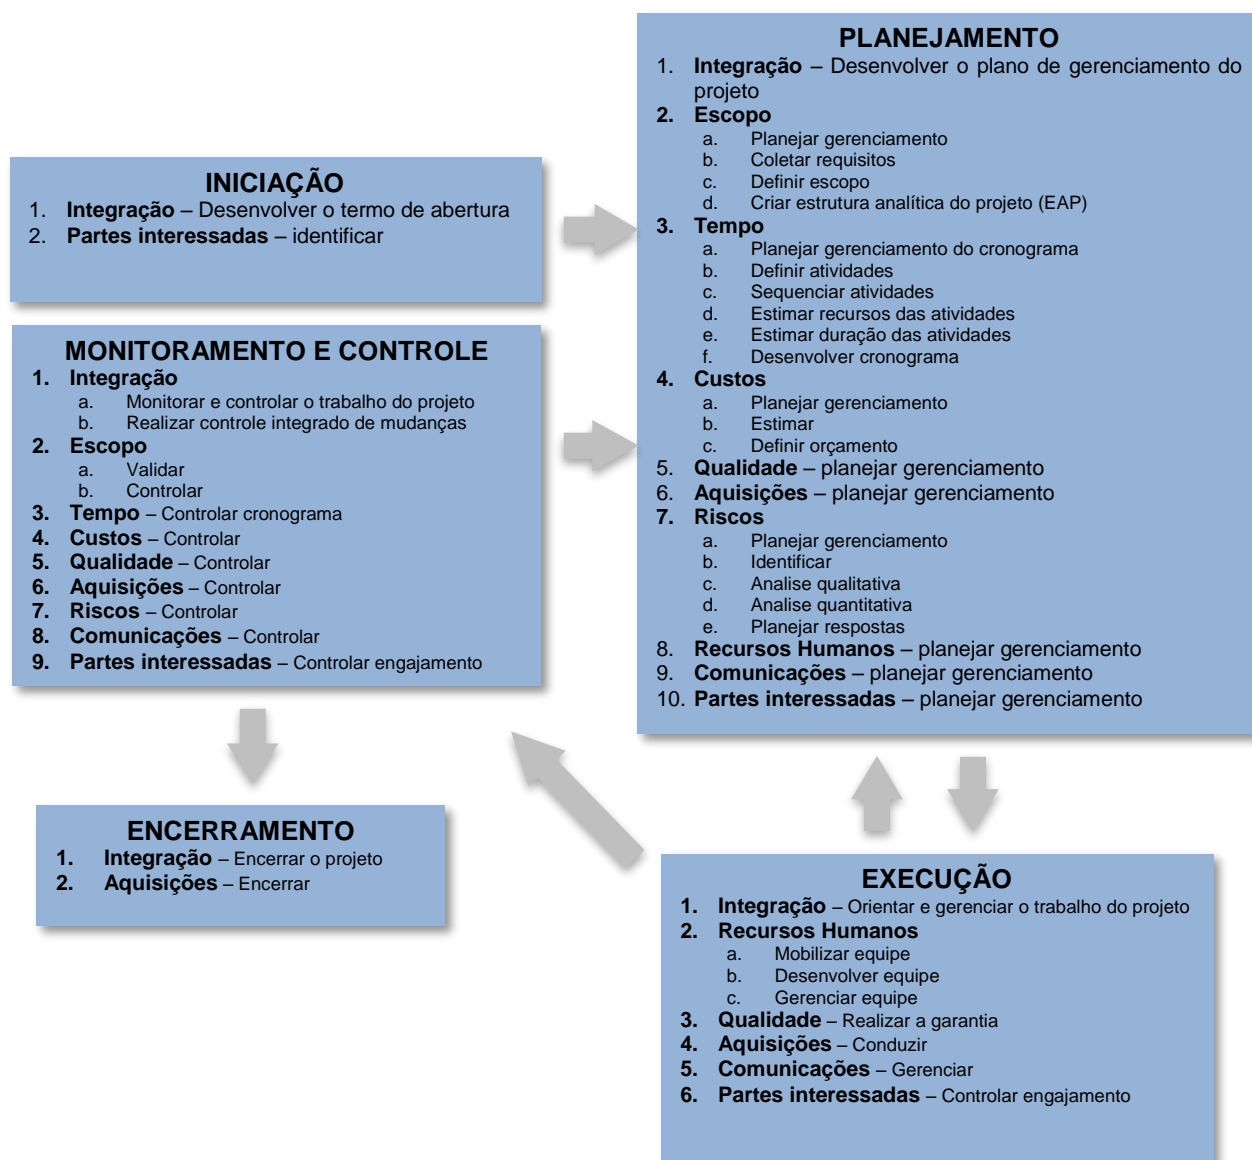 INICIAÇÃO
1. Integração – Desenvolver o termo de abertura
2. Partes interessadas – identificar
MONITORAMENTO E CONTROLE
1. Integração
a. Monitorar e controlar o trabalho do projeto
b. Realizar controle integrado de mudanças
2. Escopo
a. Validar
b. Controlar
3. Tempo – Controlar cronograma
4. Custos – Controlar
5. Qualidade – Controlar
6. Aquisições – Controlar
7. Riscos – Controlar
8. Comunicações – Controlar
9. Partes interessadas – Controlar engajamento
ENCERRAMENTO
1. Integração – Encerrar o projeto
2. Aquisições – Encerrar
PLANEJAMENTO
1. Integração – Desenvolver o plano de gerenciamento do
projeto
2. Escopo
a. Planejar gerenciamento
b. Coletar requisitos
c. Definir escopo
d. Criar estrutura analítica do projeto (EAP)
3. Tempo
a. Planejar gerenciamento do cronograma
b. Definir atividades
c. Sequenciar atividades
d. Estimar recursos das atividades
e. Estimar duração das atividades
f. Desenvolver cronograma
4. Custos
a. Planejar gerenciamento
b. Estimar
c. Definir orçamento
5. Qualidade – planejar gerenciamento
6. Aquisições – planejar gerenciamento
7. Riscos
a. Planejar gerenciamento
b. Identificar
c. Analise qualitativa
d. Analise quantitativa
e. Planejar respostas
8. Recursos Humanos – planejar gerenciamento
9. Comunicações – planejar gerenciamento
10. Partes interessadas – planejar gerenciamento
EXECUÇÃO
1. Integração – Orientar e gerenciar o trabalho do projeto
2. Recursos Humanos
a. Mobilizar equipe
b. Desenvolver equipe
c. Gerenciar equipe
3. Qualidade – Realizar a garantia
4. Aquisições – Conduzir
5. Comunicações – Gerenciar
6. Partes interessadas – Controlar engajamento